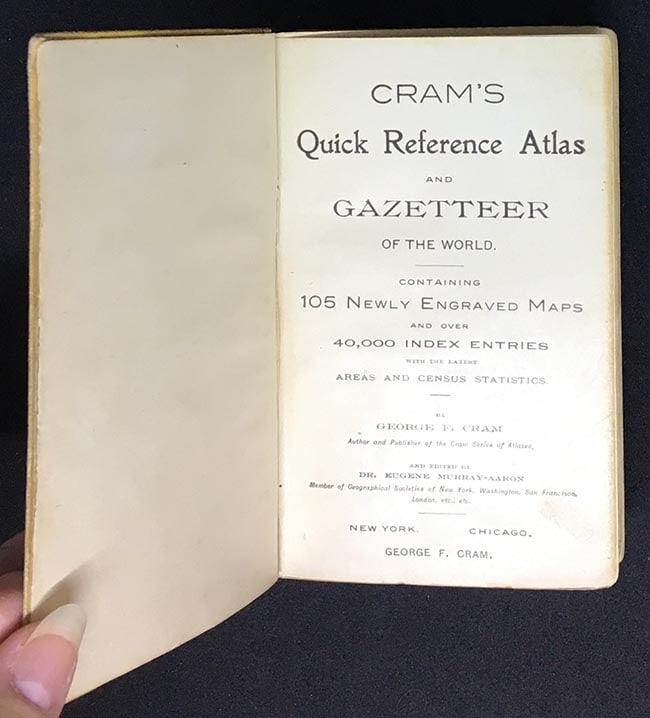 CRAM'S
Quick Reference Atlas
AND
GAZETTEER
OF THE WORLD.
CONTAINING
105 NEWLY ENGRAVED MAPS
AND OVER
40,000 INDEX ENTRIES
WITH THE LATEST
AREAS AND CENSUS STATISTICS.
BY
GEORGE F. CRAM
Author and Publisher of the Cram Series of Atlases,
AND EDITED BY
DR. EUGENE MURRAY-AARON
Member of Geographical Societies of New York, Washington, San Francisco,
London, etc., etc.
NEW YORK. CHICAGO.
GEORGE F. CRAM.